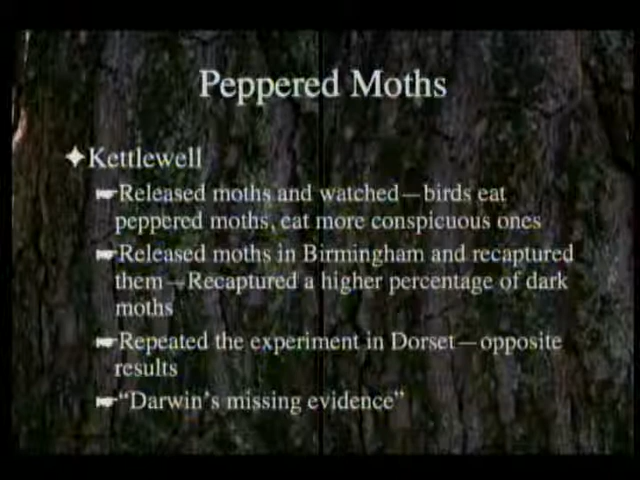 Peppered Moths
Kettlewell
Released moths and watched—birds eat
peppered moths, eat more conspicuous ones
Released moths in Birmingham and recaptured
them—Recaptured a higher percentage of dark
moths
Repeated the experiment in Dorset—opposite
results
"Darwin's missing evidence"